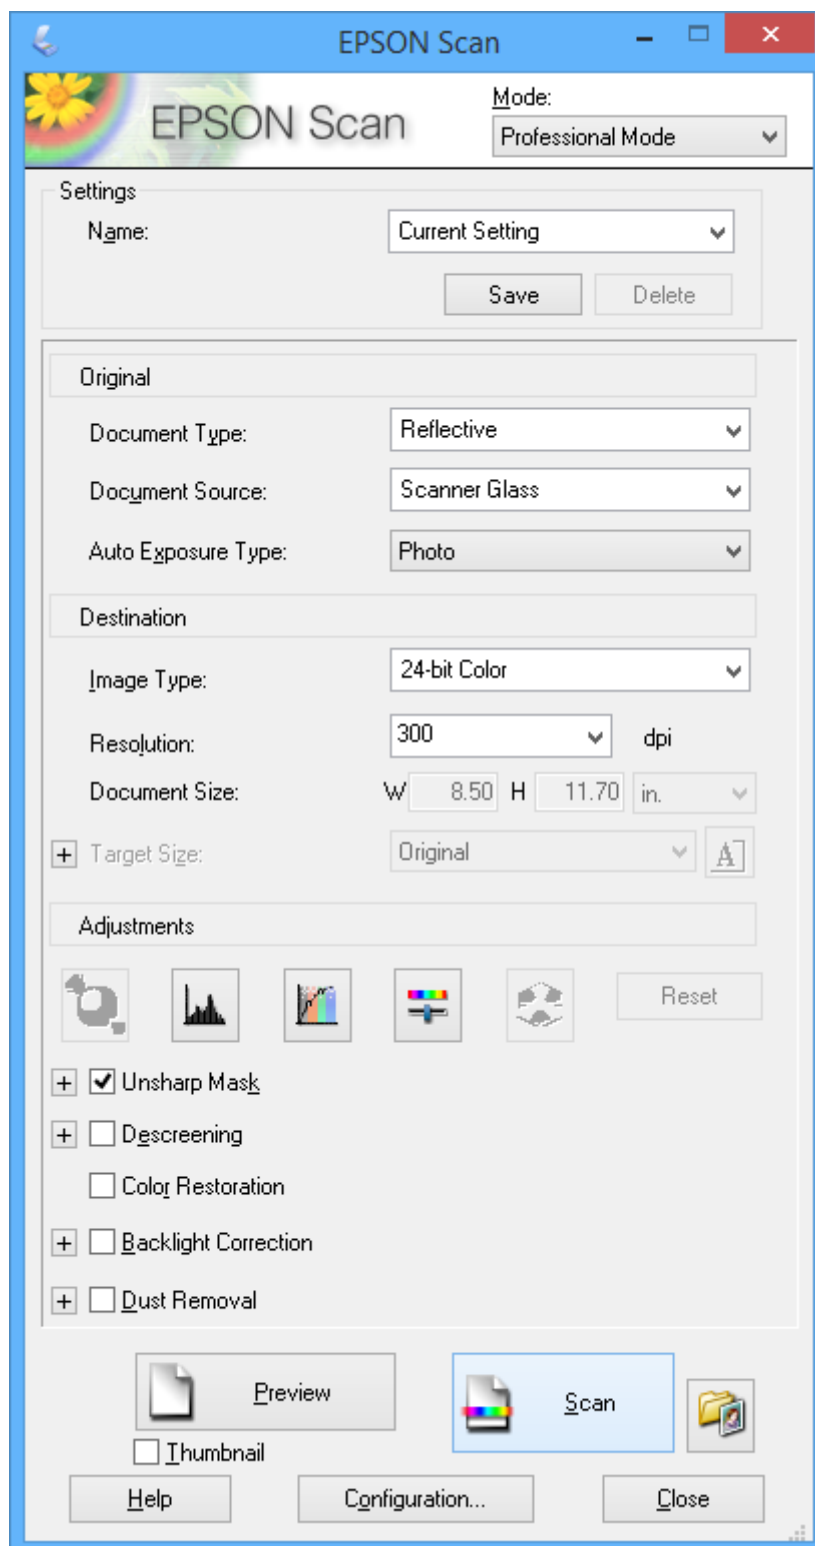 EPSON Scan
EPSON Scan
Mode:
Professional Mode
Settings
Name: Current Setting
Save Delete
Original
Document Type: Reflective
Document Source: Scanner Glass
Auto Exposure Type: Photo
Destination
Image Type: 24-bit Color
Resolution: 300 dpi
Document Size: W 8.50 H 11.70 in.
+ Target Size: Original A
Adjustments
Reset
+ Unsharp Mask
+ Descreening
Color Restoration
+ Backlight Correction
+ Dust Removal
Preview Scan
Thumbnail
Help Configuration... Close